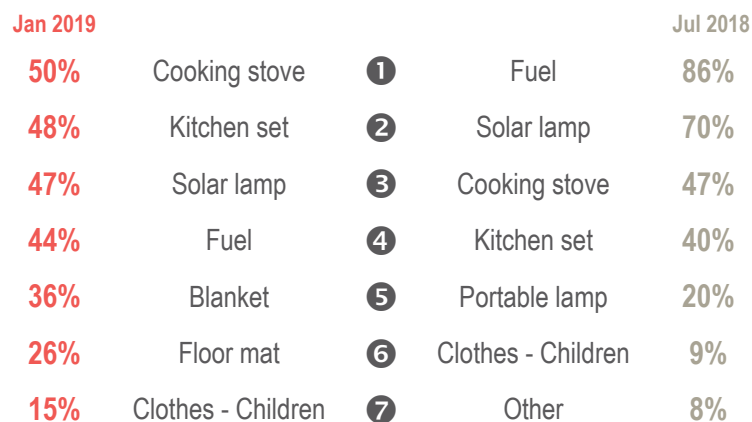 Jan 2019 Jul 2018
50% Cooking stove ❶ Fuel 86%
48% Kitchen set ❷ Solar lamp 70%
47% Solar lamp ❸ Cooking stove 47%
44% Fuel ❹ Kitchen set 40%
36% Blanket ❺ Portable lamp 20%
26% Floor mat ❻ Clothes - Children 9%
15% Clothes - Children ❼ Other 8%